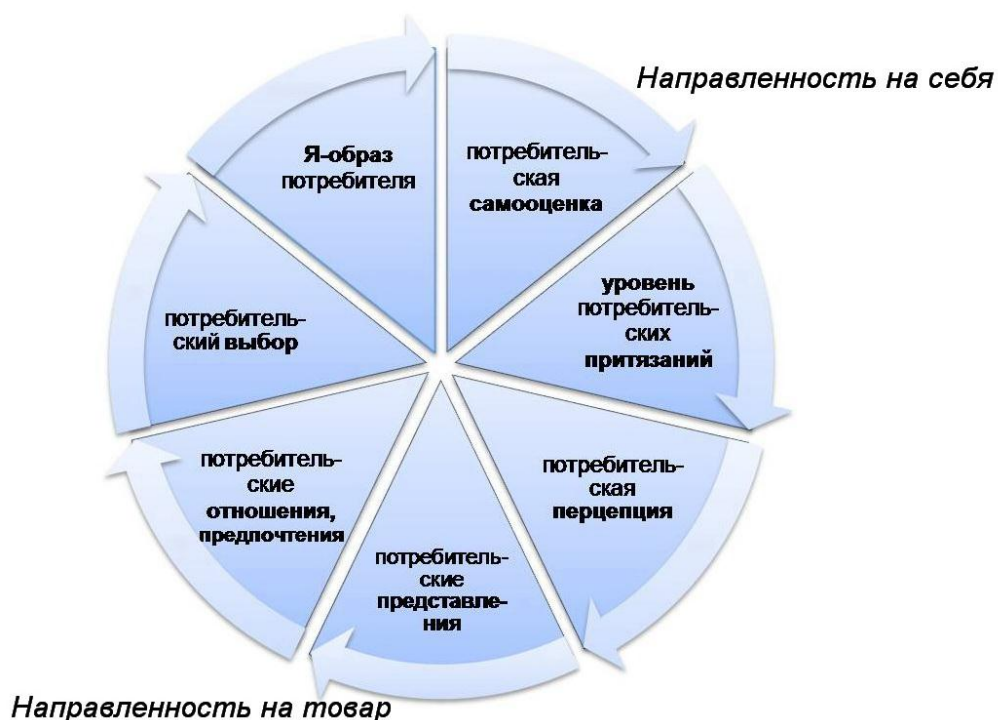 Направленность на себя
Я-образ
потребителя
потребитель-
ская
самооценка
уровень
потребитель-
ских
притязаний
потребитель-
ская
перцепция
потребитель-
ские
представле-
ния
потребитель-
ские
отношения,
предпочтения
потребитель-
ский выбор
Направленность на товар